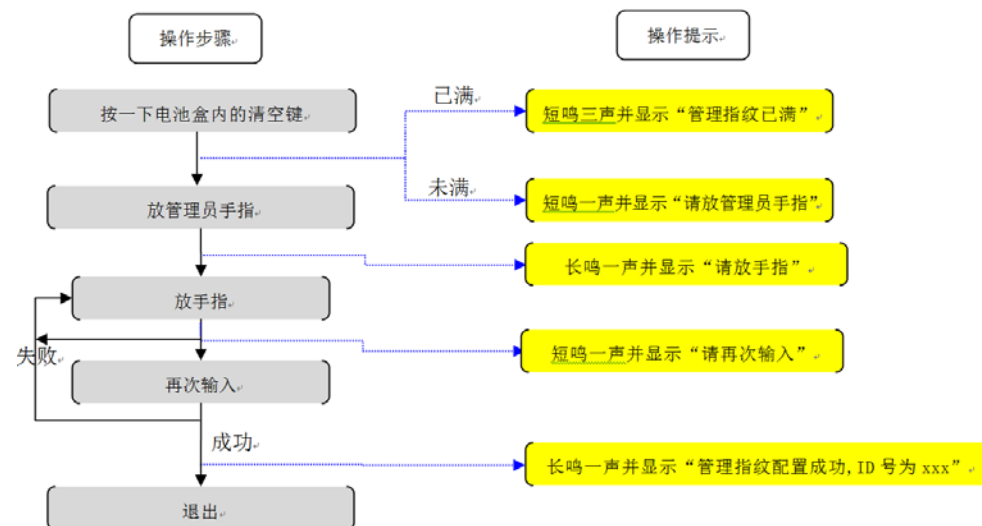 操作步骤
操作提示
按一下电池盒内的清空键
已满
短鸣三声并显示“管理指纹已满”
未满
放管理员手指
短鸣一声并显示“请放管理员手指”
长鸣一声并显示“请放手指”
放手指
失败
短鸣一声并显示“请再次输入”
再次输入
成功
长鸣一声并显示“管理指纹配置成功,ID号为xxx”
退出